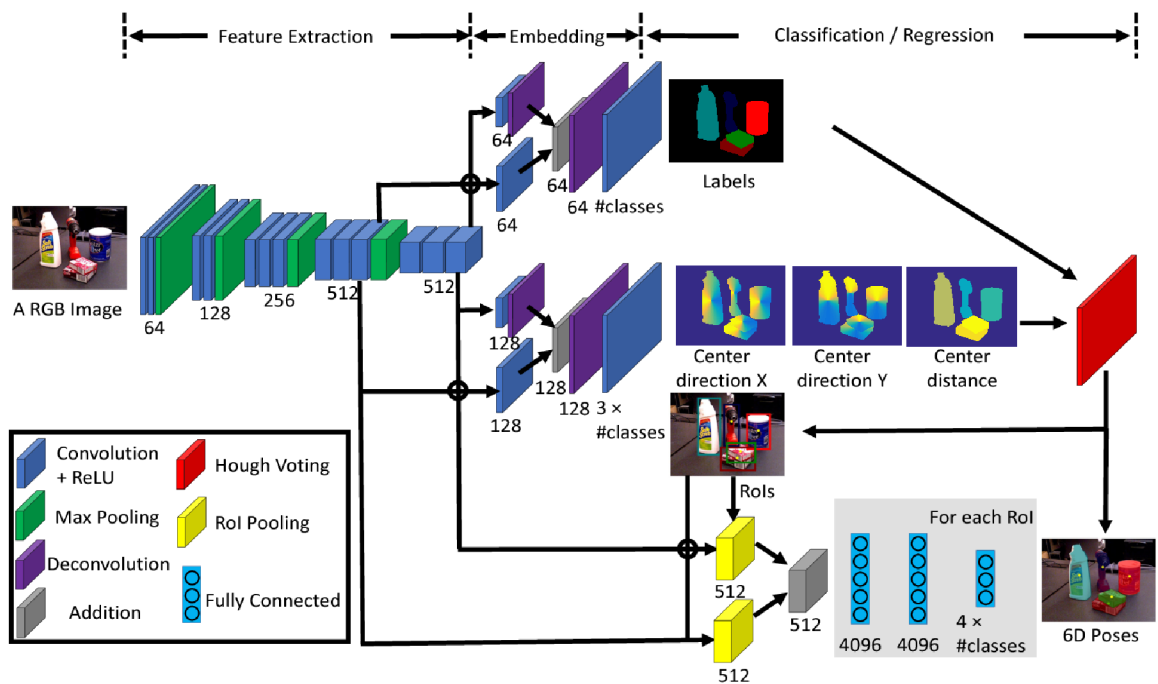 Feature Extraction
Embedding
Classification / Regression
64
64
64
64
#classes
Labels
A RGB Image
64
128
256
512
512
128
128
128
128
3 ×
#classes
Center
direction X
Center
direction Y
Center
distance
RoIs
Convolution
+ ReLU
Hough Voting
Max Pooling
RoI Pooling
Deconvolution
Addition
Fully Connected
512
512
512
For each RoI
4096
4096
4 ×
#classes
6D Poses